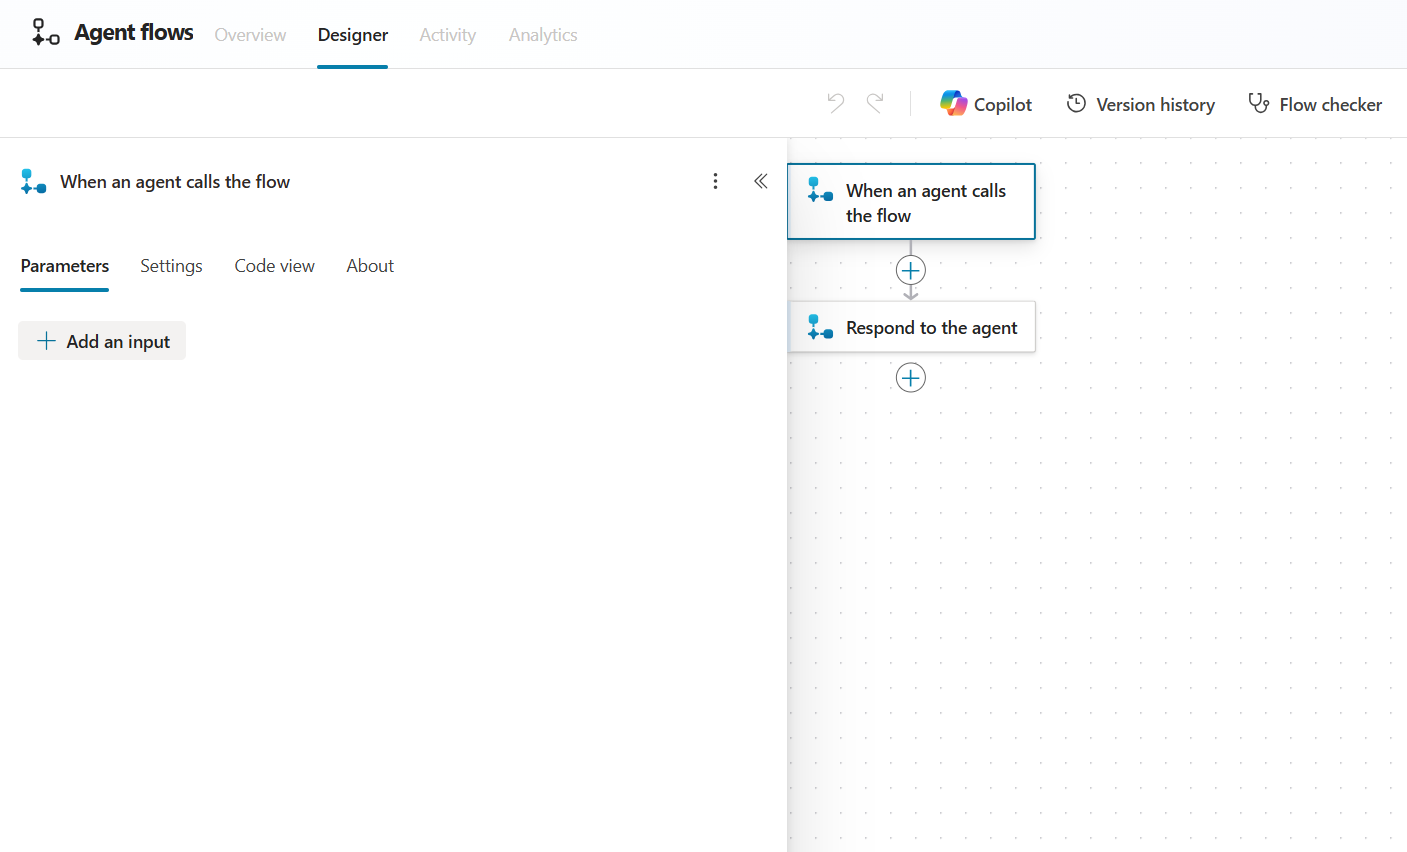 Agent flows
Overview
Designer
Activity
Analytics
Copilot
Version history
Flow checker
When an agent calls the flow
Parameters
Settings
Code view
About
Add an input
When an agent calls
the flow
Respond to the agent